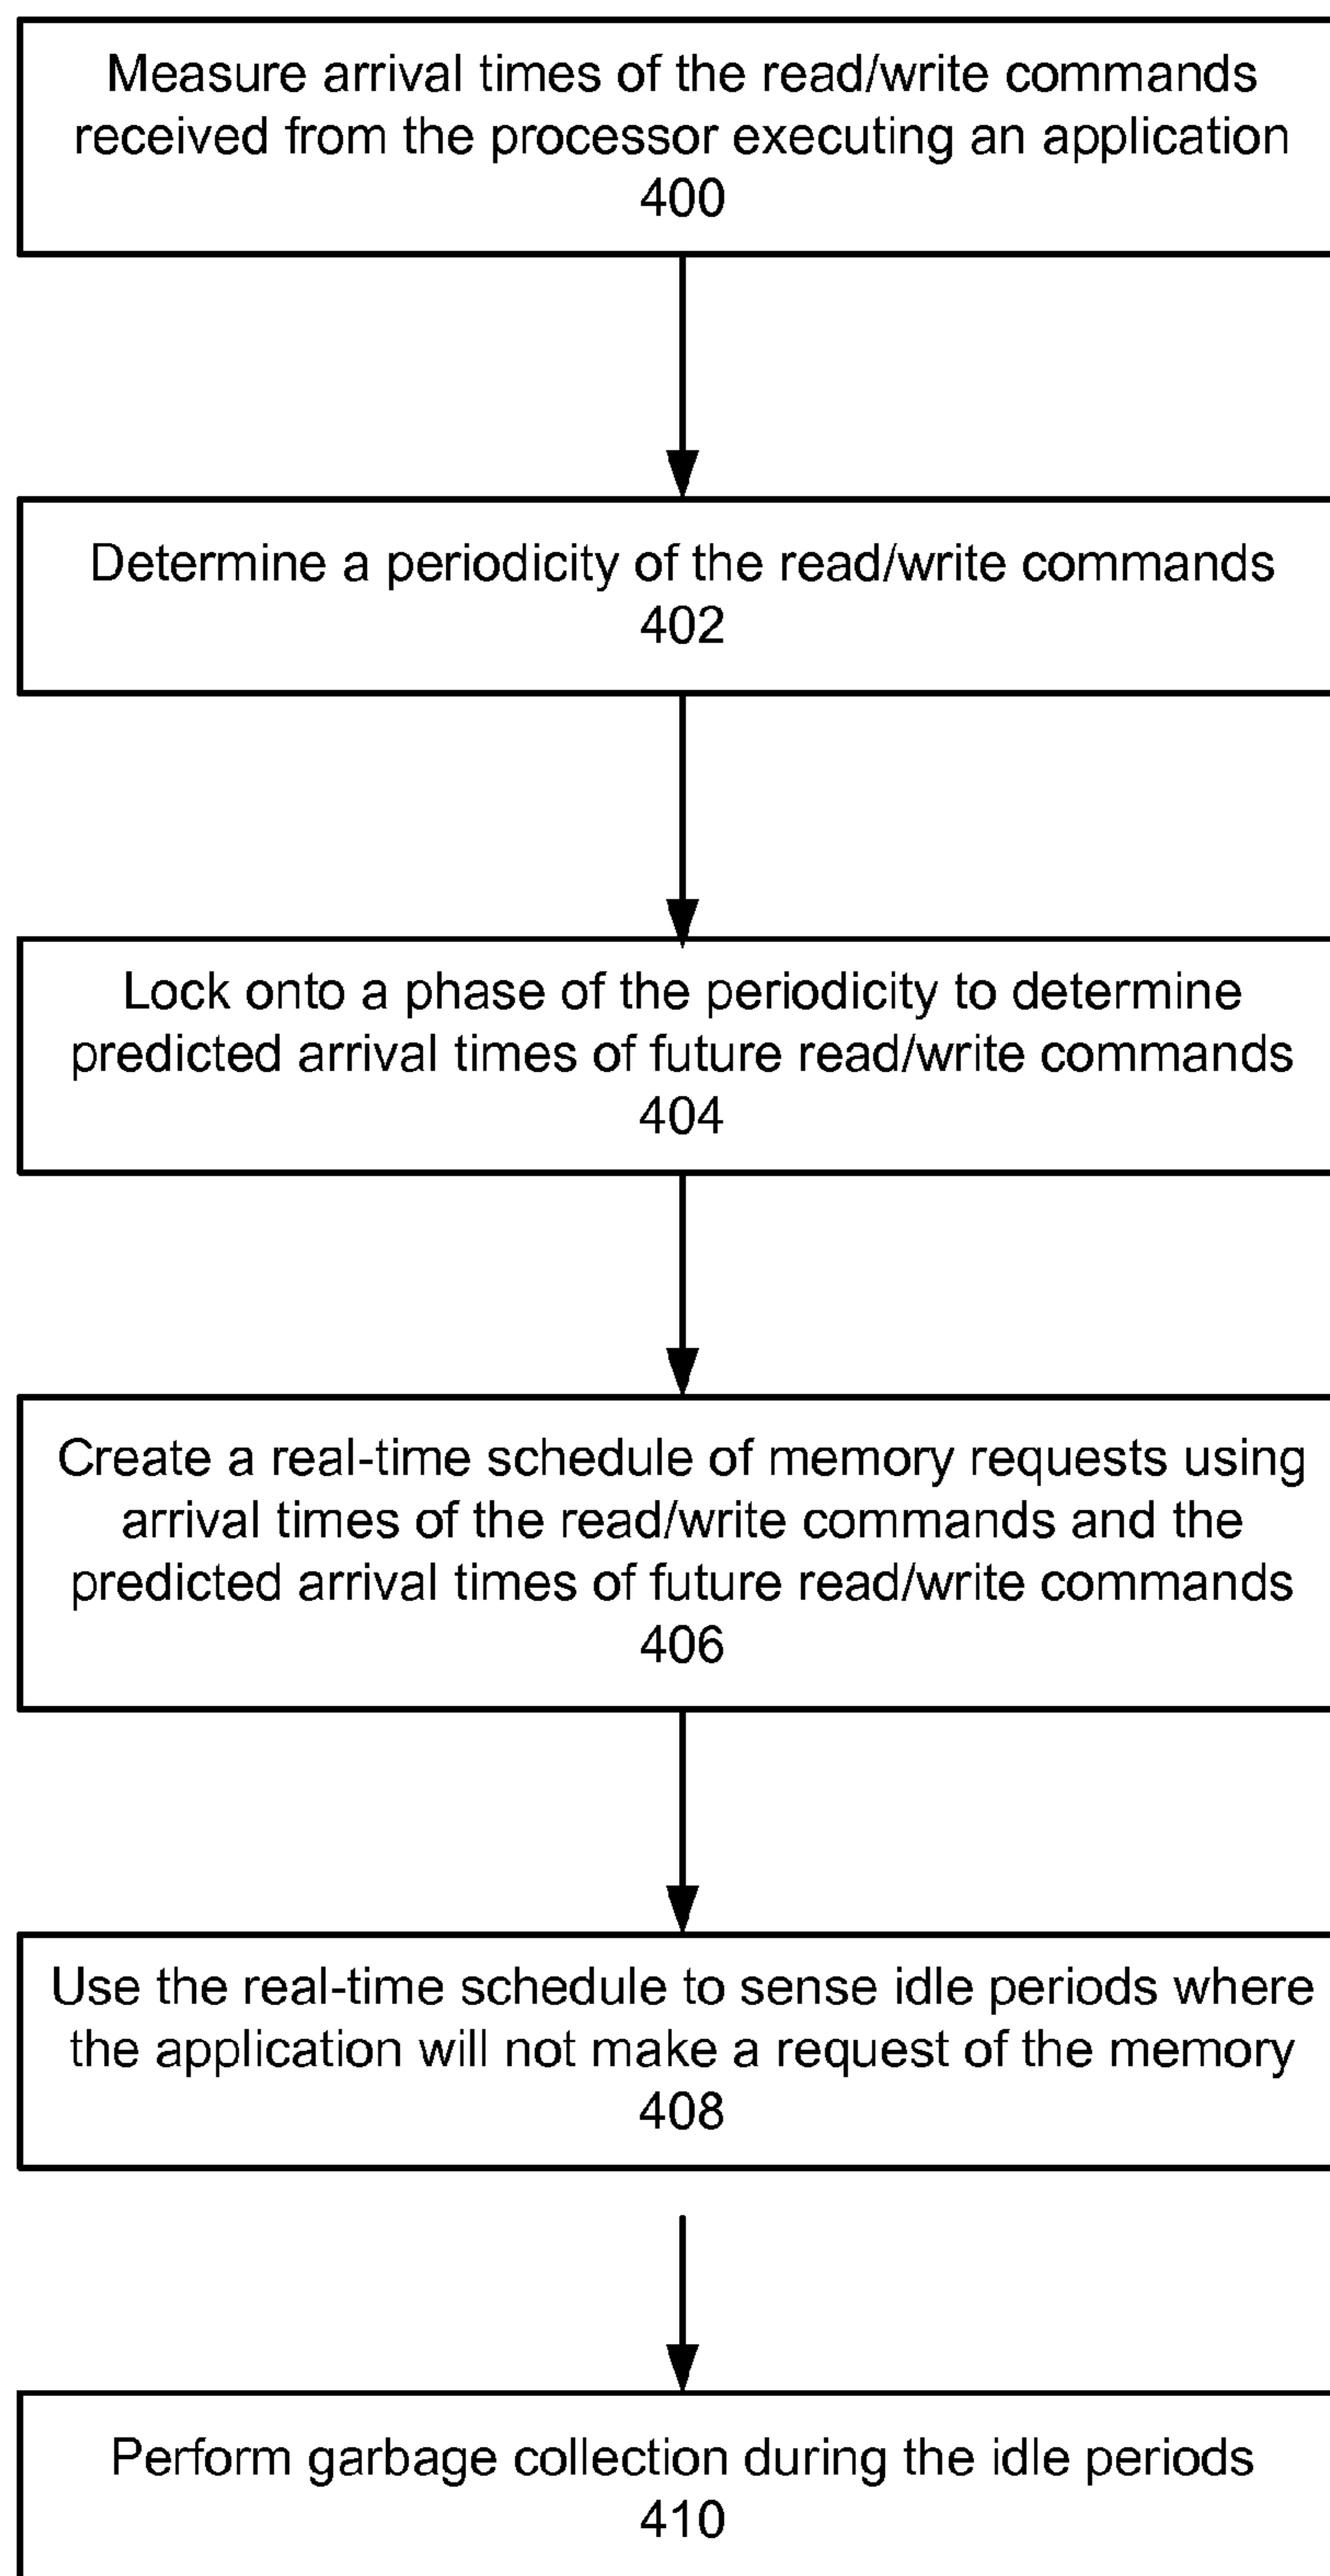 Measure arrival times of the read/write commands
received from the processor executing an application
400
Determine a periodicity of the read/write commands
402
Lock onto a phase of the periodicity to determine
predicted arrival times of future read/write commands
404
Create a real-time schedule of memory requests using
arrival times of the read/write commands and the
predicted arrival times of future read/write commands
406
Use the real-time schedule to sense idle periods where
the application will not make a request of the memory
408
Perform garbage collection during the idle periods
410